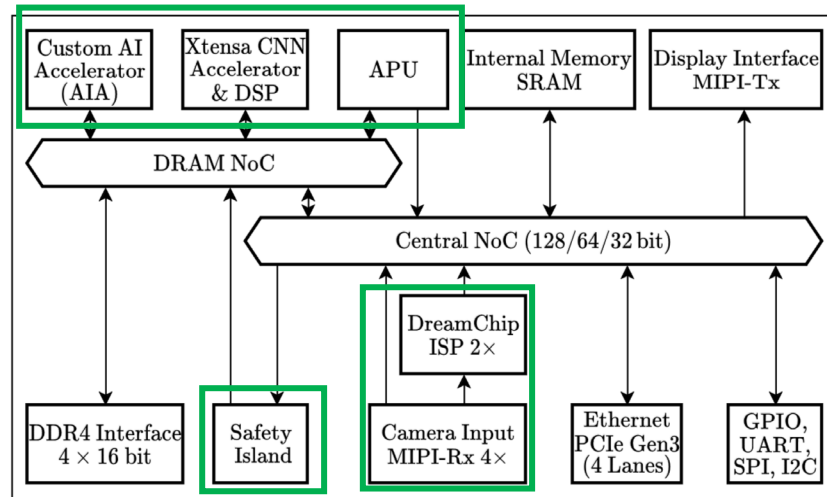 Custom AI
Accelerator
(AIA)
Xtensa CNN
Accelerator
& DSP
APU
Internal Memory
SRAM
Display Interface
MIPI-Tx
DRAM NoC
Central NoC (128/64/32 bit)
DreamChip
ISP 2×
DDR4 Interface
4 × 16 bit
Safety
Island
Camera Input
MIPI-Rx 4×
Ethernet
PCIe Gen3
(4 Lanes)
GPIO,
UART,
SPI, I2C